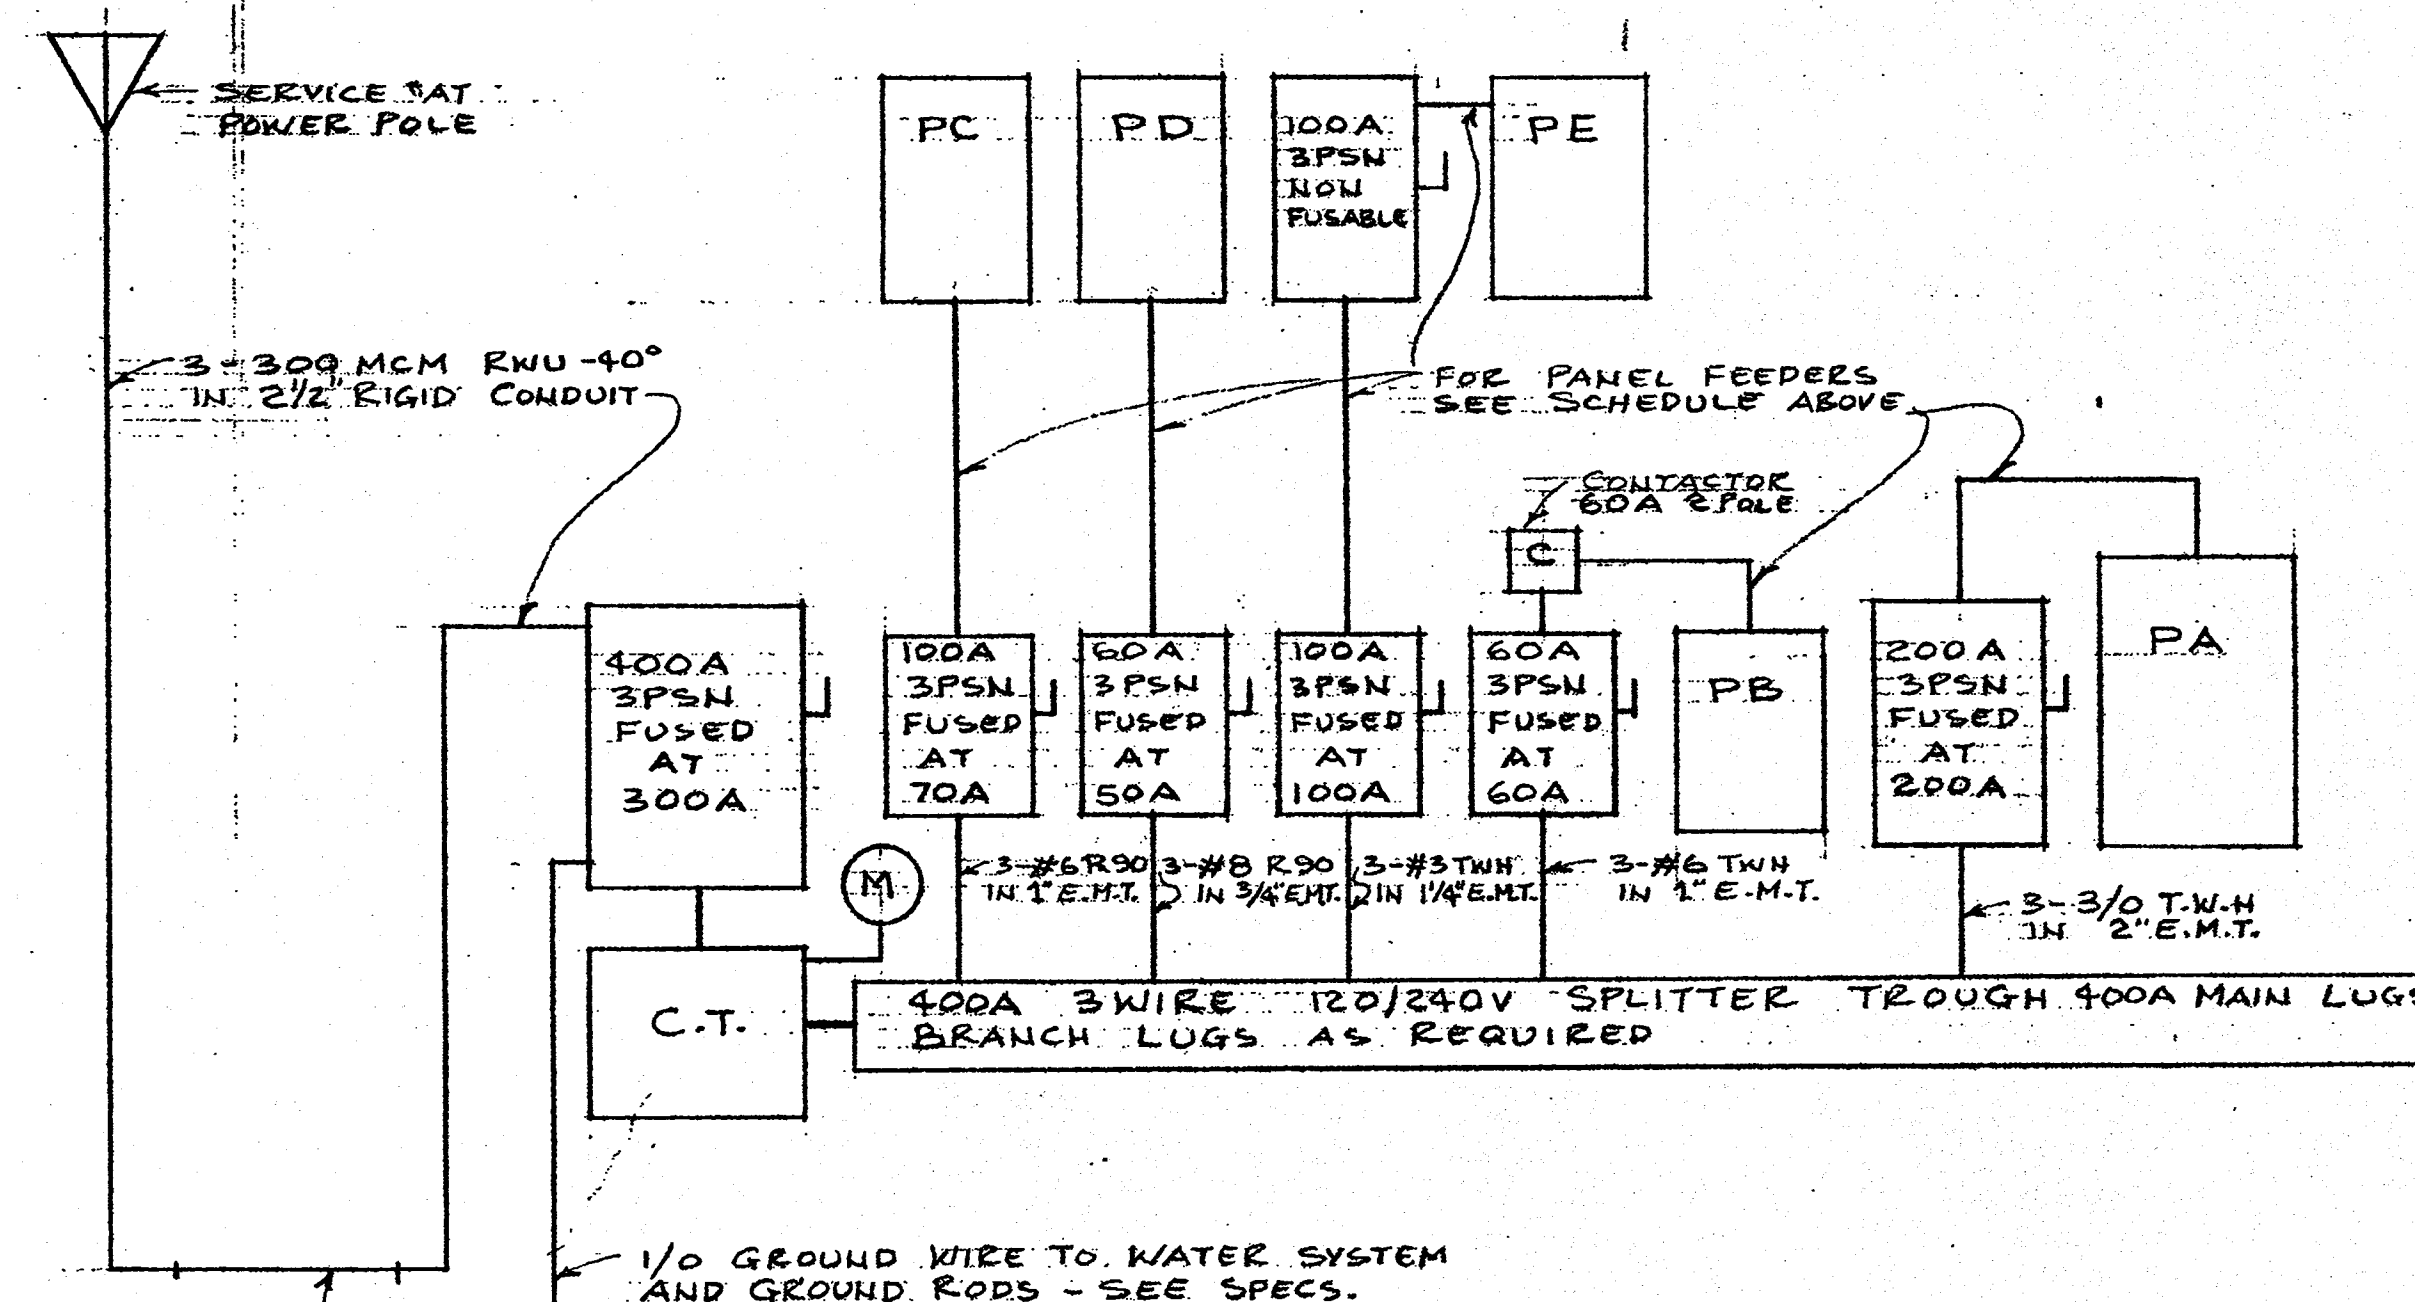 SERVICE AT
POWER POLE
PC
PD
100A
3PSN
NON
FUSABLE
PE
3-300 MCM RWU -40°
IN 2 1/2" RIGID CONDUIT
FOR PANEL FEEDERS
SEE SCHEDULE ABOVE
CONTACTOR
60A 2 POLE
C
400A
3PSN
FUSED
AT
300A
100A
3PSN
FUSED
AT
70A
60A
3PSN
FUSED
AT
50A
100A
3PSN
FUSED
AT
100A
60A
3PSN
FUSED
AT
60A
PB
200A
3PSN
FUSED
AT
200A
PA
M
3-#6 R90
IN 1" E.M.T.
3-#8 R90
IN 3/4" E.M.T.
3-#3 TWH
IN 1 1/4" E.M.T.
3-#6 TWH
IN 1" E.M.T.
3-3/0 T.W.H
IN 2" E.M.T.
C.T.
400A 3 WIRE 120/240V SPLITTER TROUGH 400A MAIN LUGS
BRANCH LUGS AS REQUIRED
1/0 GROUND WIRE TO WATER SYSTEM
AND GROUND RODS - SEE SPECS.